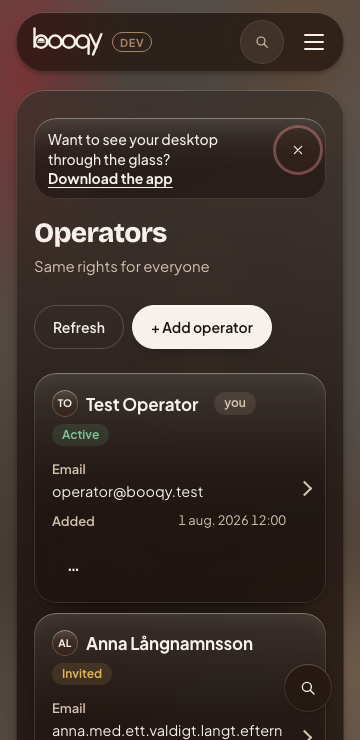 booqy DEV
Want to see your desktop
through the glass?
Download the app
Operators
Same rights for everyone
Refresh
+ Add operator
TO Test Operator you
Active
Email
operator@booqy.test
Added 1 aug. 2026 12:00
...
AL Anna Långnamnsson
Invited
Email
anna.med.ett.valdigt.langt.eftern